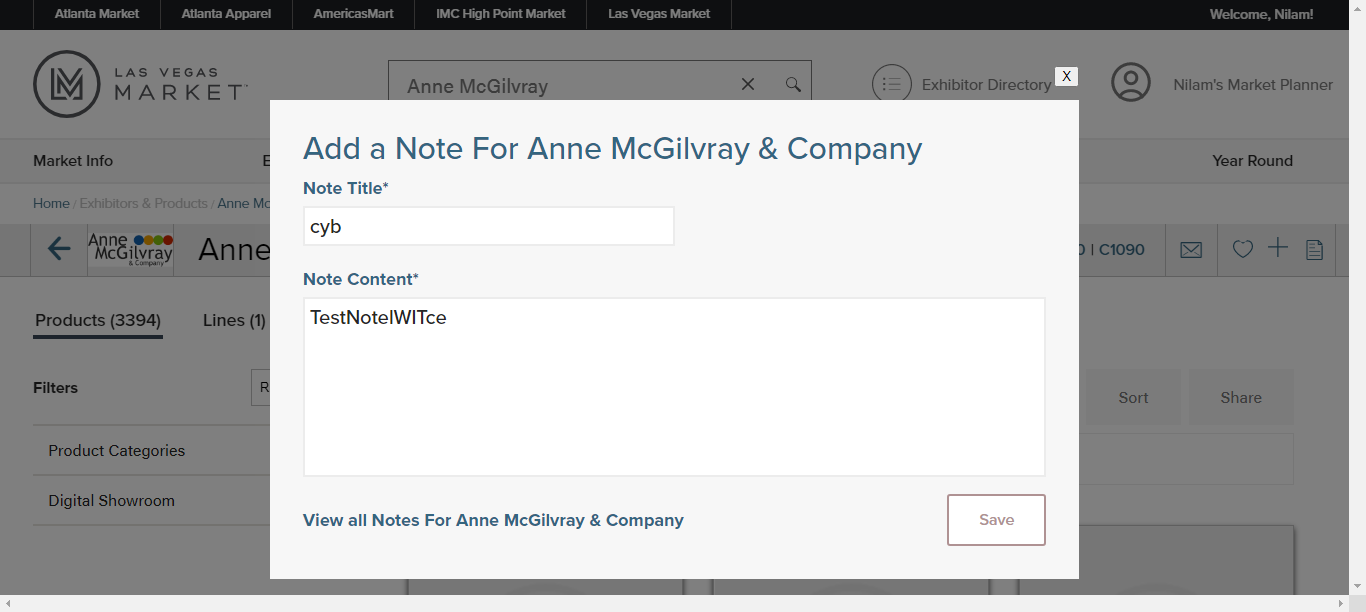 Atlanta Market Atlanta Apparel AmericasMart IMC High Point Market Las Vegas Market Welcome, Nilam!
LAS VEGAS
MARKET
Anne McGilvray
Exhibitor Directory
X
Nilam's Market Planner
Market Info E Year Round
Home / Exhibitors & Products / Anne Mc
Anne
McGilvray
& Company
Anne
0 | C1090
Products (3394) Lines (1)
Filters
R
Sort Share
Product Categories
Digital Showroom
Add a Note For Anne McGilvray & Company
Note Title*
cyb
Note Content*
TestNoteIWITce
View all Notes For Anne McGilvray & Company
Save